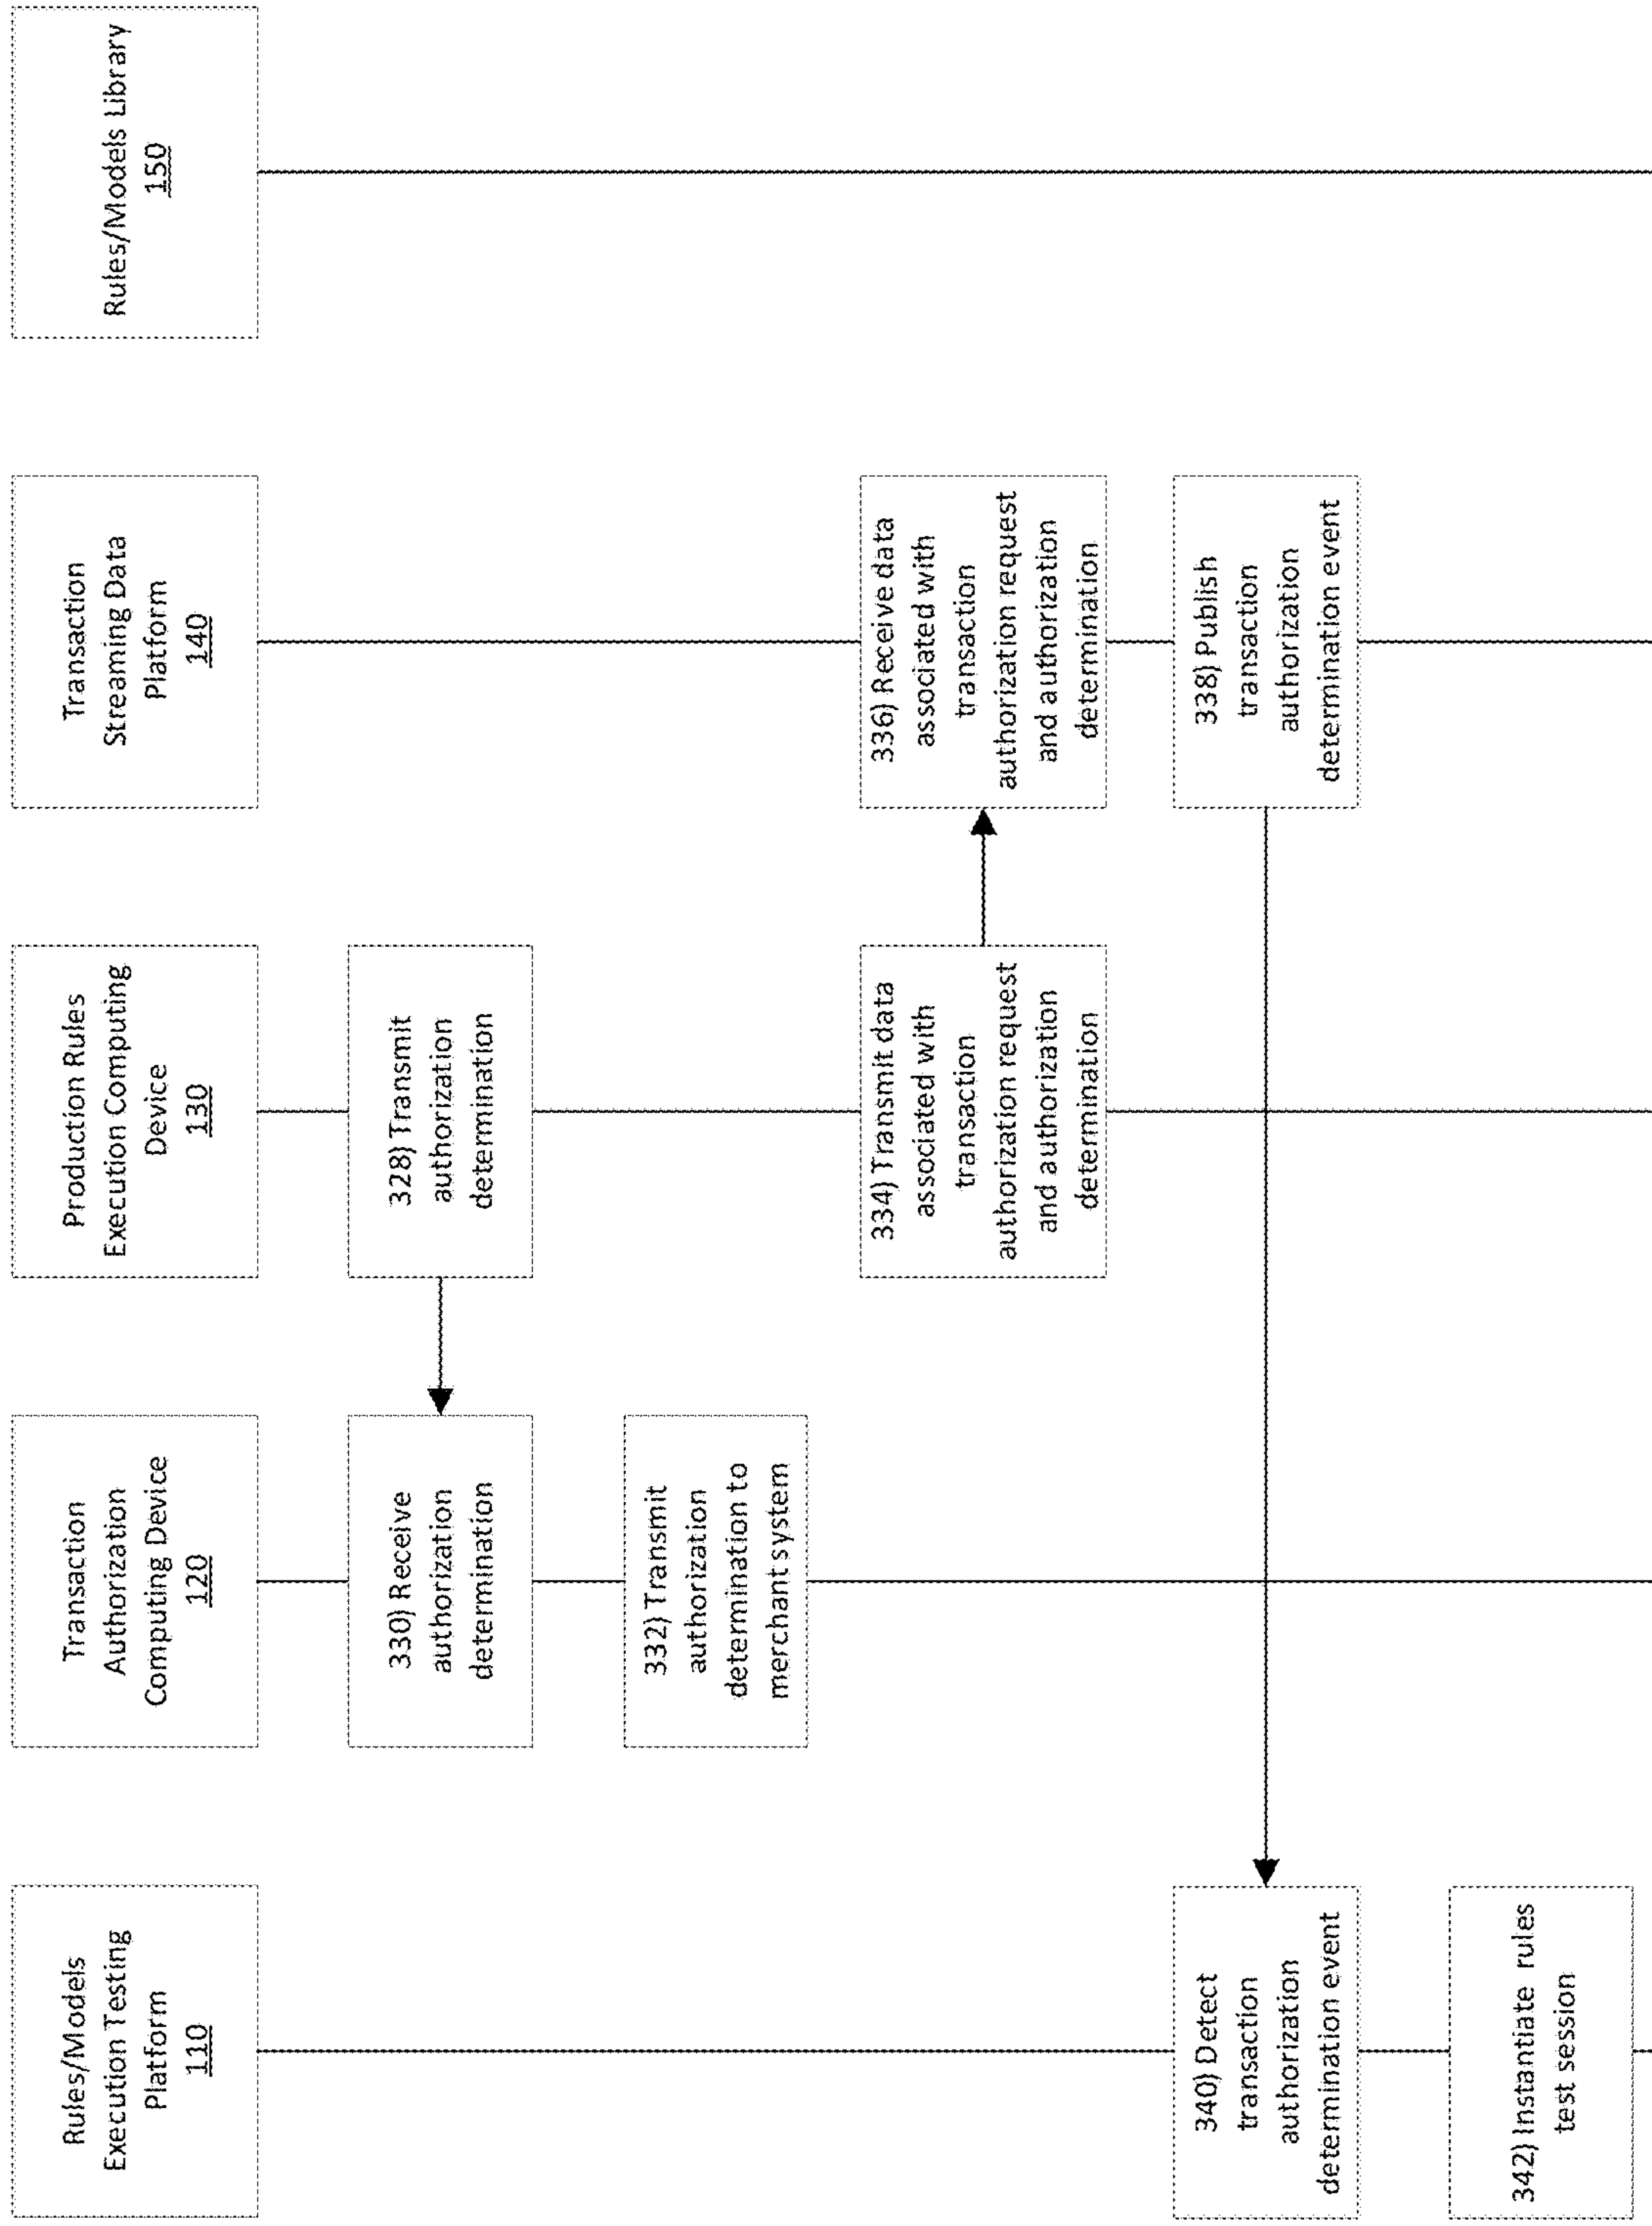 Rules/Models
Execution Testing
Platform
110
Transaction
Authorization
Computing Device
120
Production Rules
Execution Computing
Device
130
Transaction
Streaming Data
Platform
140
Rules/Models Library
150
330) Receive
authorization
determination
328) Transmit
authorization
determination
332) Transmit
authorization
determination to
merchant system
334) Transmit data
associated with
transaction
authorization request
and authorization
determination
336) Receive data
associated with
transaction
authorization request
and authorization
determination
340) Detect
transaction
authorization
determination event
338) Publish
transaction
authorization
determination event
342) Instantiate rules
test session